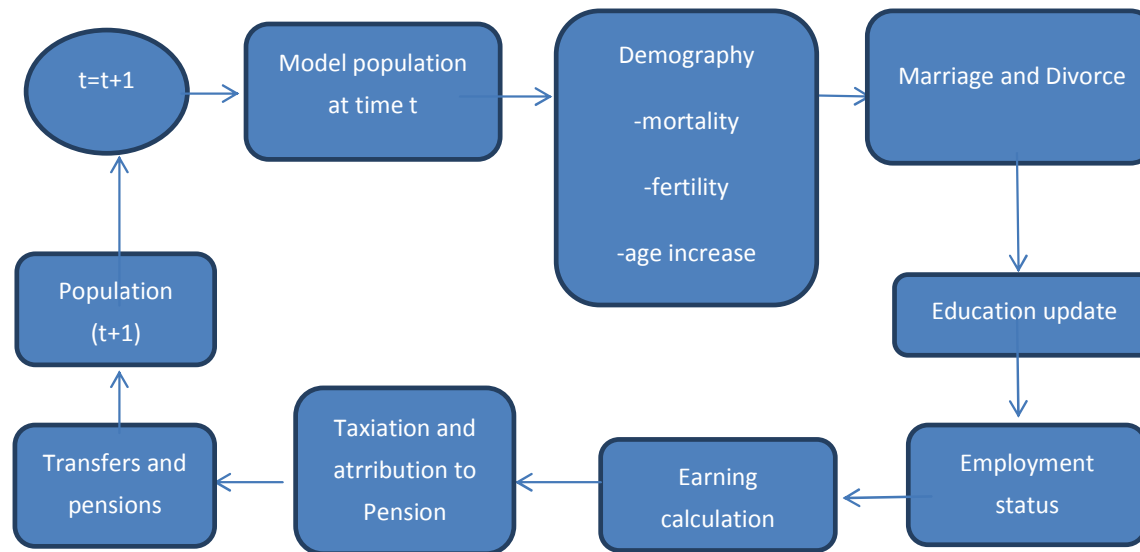 t=t+1
Model population
at time t
Demography
-mortality
-fertility
-age increase
Marriage and Divorce
Education update
Employment
status
Earning
calculation
Taxiation and
atrribution to
Pension
Transfers and
pensions
Population
(t+1)